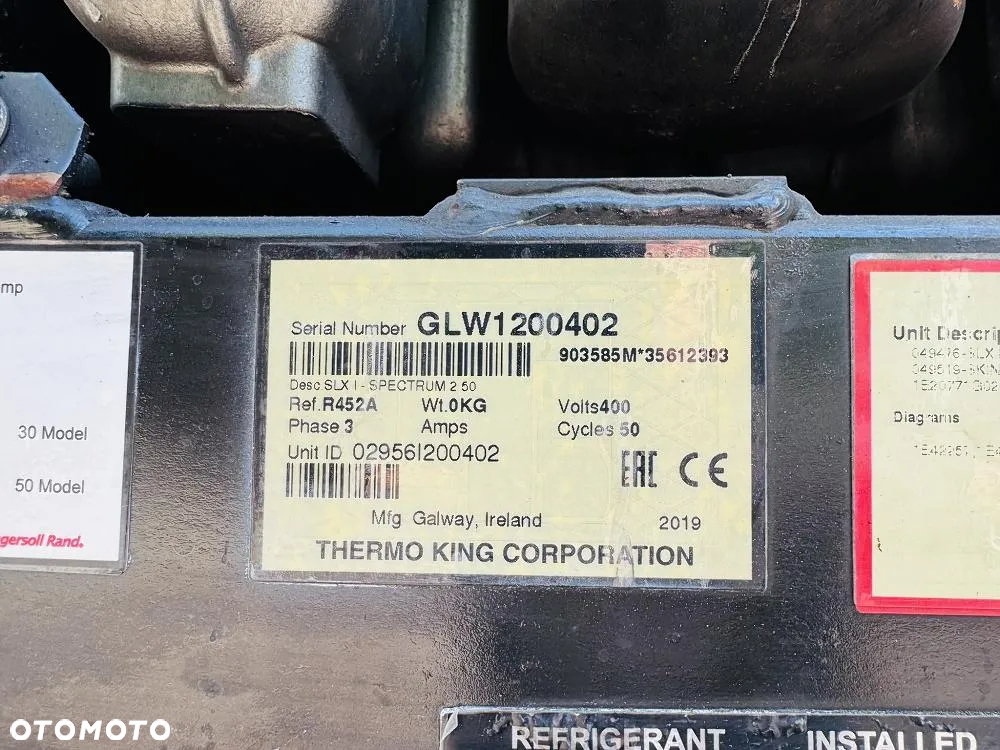 mp
30 Model
50 Model
gersoll Rand.
Serial Number GLW1200402
903585M*35612393
Desc SLX I - SPECTRUM 2 50
Ref.R452A Wt.0KG Volts400
Phase 3 Amps Cycles 50
Unit ID 02956I200402
EAC CE
Mfg Galway, Ireland 2019
THERMO KING CORPORATION
Unit Descrip
Diagrams
OTOMOTO
REFRIGERANT INSTALLED